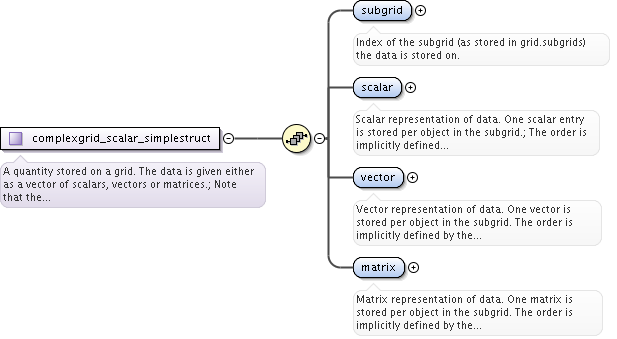 subgrid
Index of the subgrid (as stored in grid.subgrids)
the data is stored on.
scalar
Scalar representation of data. One scalar entry
is stored per object in the subgrid.; The order is
implicitly defined...
complexgrid_scalar_simplestruct
A quantity stored on a grid. The data is given either
as a vector of scalars, vectors or matrices.; Note
that the...
vector
Vector representation of data. One vector is
stored per object in the subgrid. The order is
implicitly defined by the...
matrix
Matrix representation of data. One matrix is
stored per object in the subgrid. The order is
implicitly defined by the...